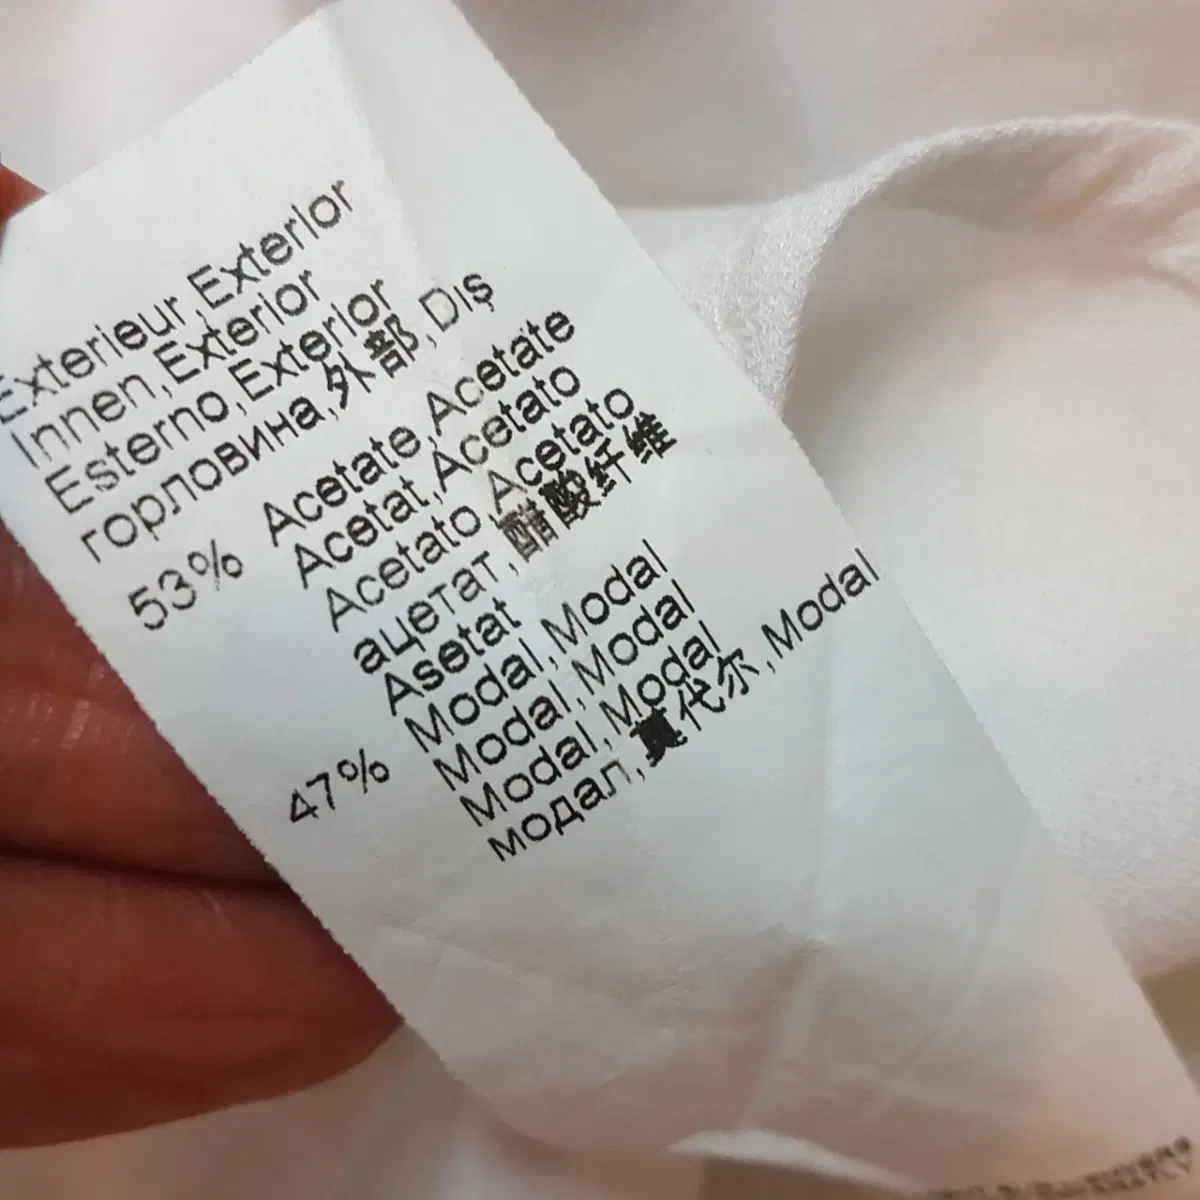 Exterieur,Exterior
Innen,Exterior
Esterno,Exterior
горловина,外部,Dış
53% Acetate,Acetate
Acetat,Acetato
Acetato,Acetato
ацетат,醋酸纤维
Asetat
47% Modal,Modal
Modal,Modal
Modal,Modal
модал,莫代尔,Modal